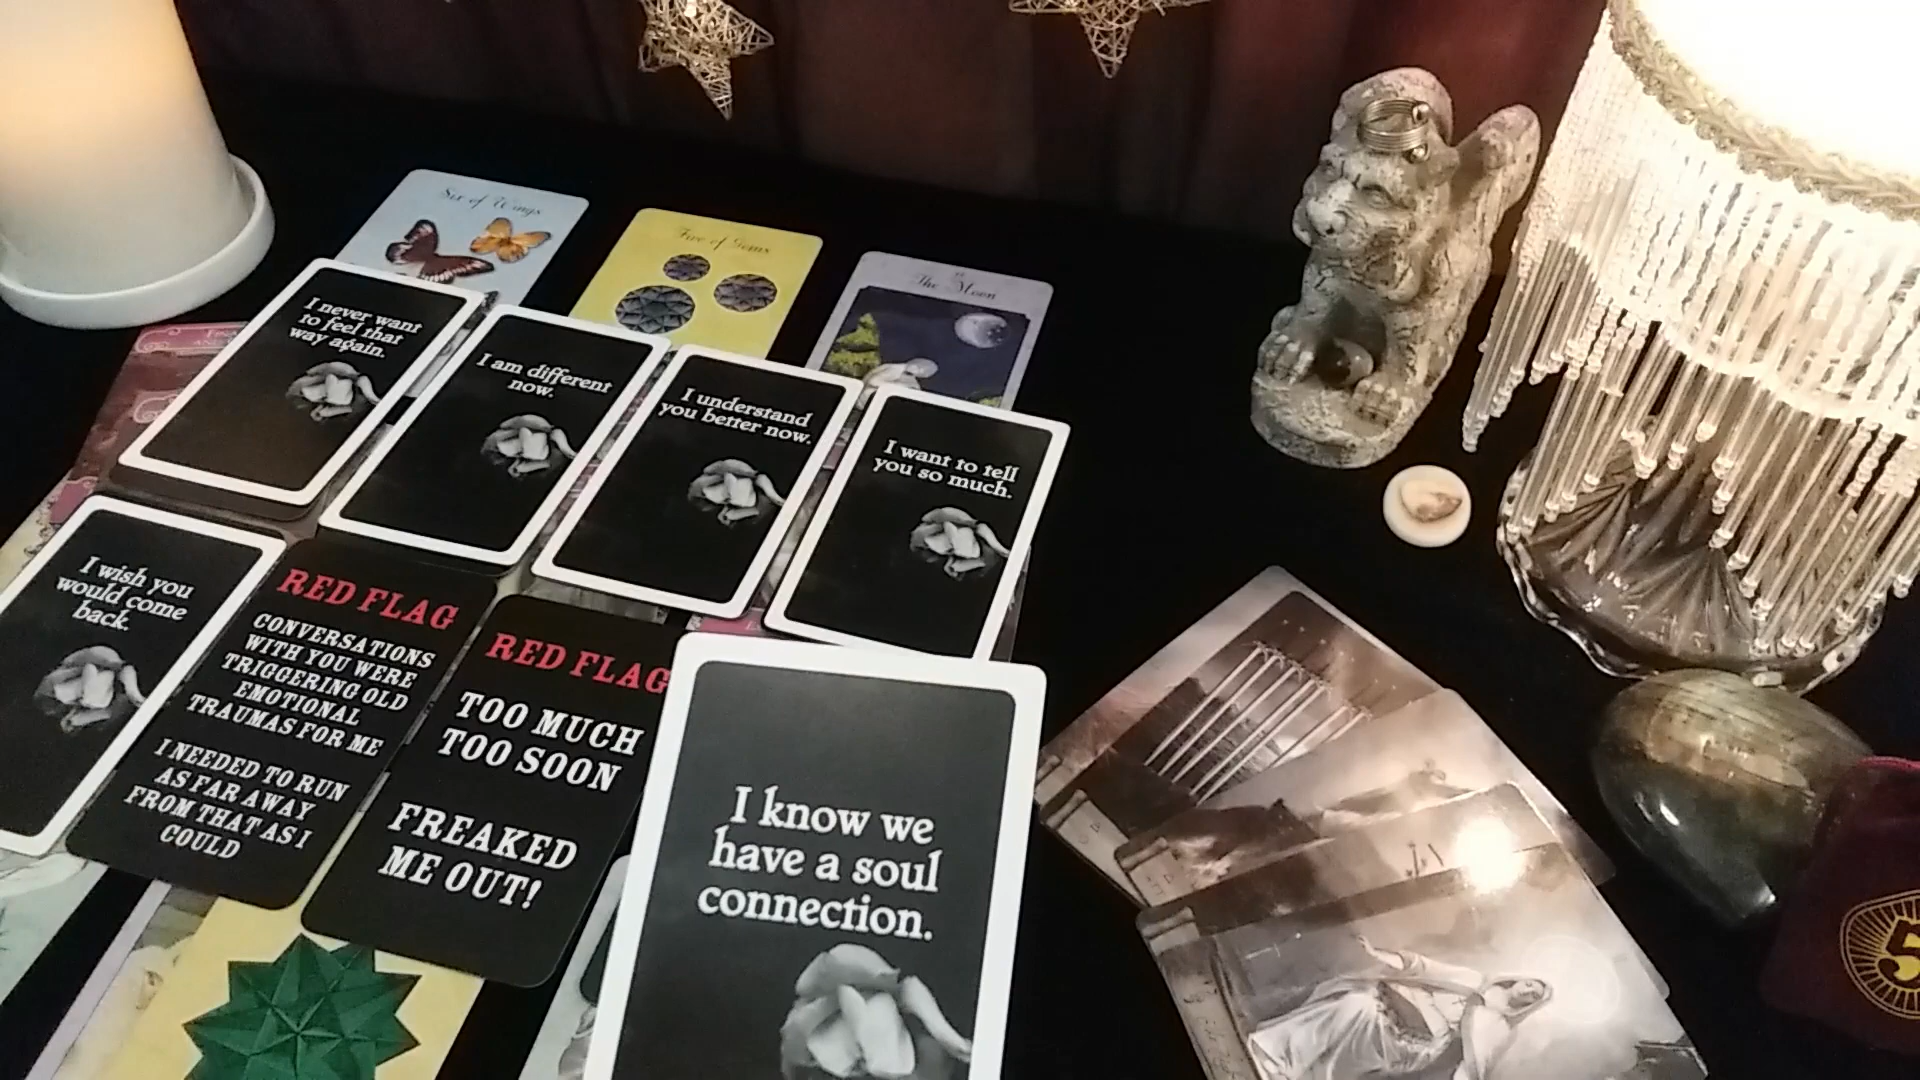 Six of Wings
Five of Gems
The Moon
I never want
to feel that
way again.
I am different
now.
I understand
you better now.
I want to tell
you so much.
I wish you
would come
back.
RED FLAG
CONVERSATIONS
WITH YOU WERE
TRIGGERING OLD
EMOTIONAL
TRAUMAS FOR ME
I NEEDED TO RUN
AS FAR AWAY
FROM THAT AS I
COULD
RED FLAG
TOO MUCH
TOO SOON
FREAKED
ME OUT!
I know we
have a soul
connection.
5